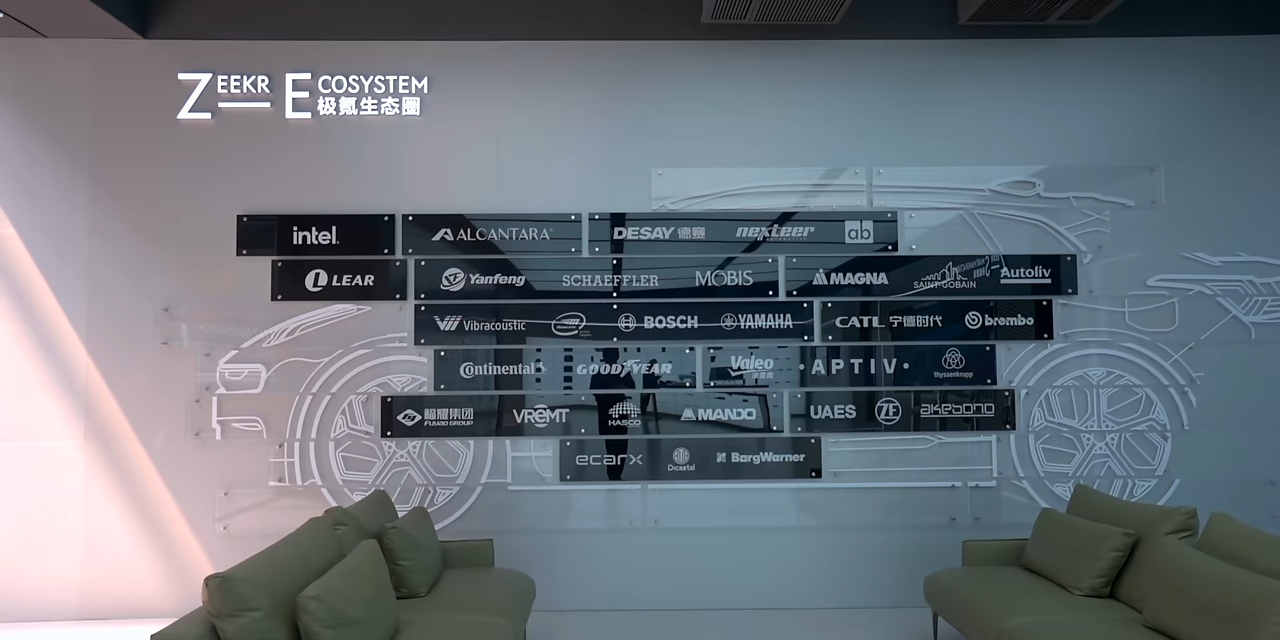 ZEEKR ECOSYSTEM
极氪生态圈
intel. ALCANTARA DESAY 德赛 nexteer AUTOMOTIVE ab
LEAR Yanfeng SCHAEFFLER MOBIS MAGNA SAINT-GOBAIN Autoliv
Vibracoustic BOSCH YAMAHA CATL 宁德时代 brembo
Continental GOODYEAR Valeo APTIV thyssenkrupp
福耀集团 FUYAO GROUP VREMT HASCO MANDO UAES ZF akebono
ecarx Dicastal BorgWarner